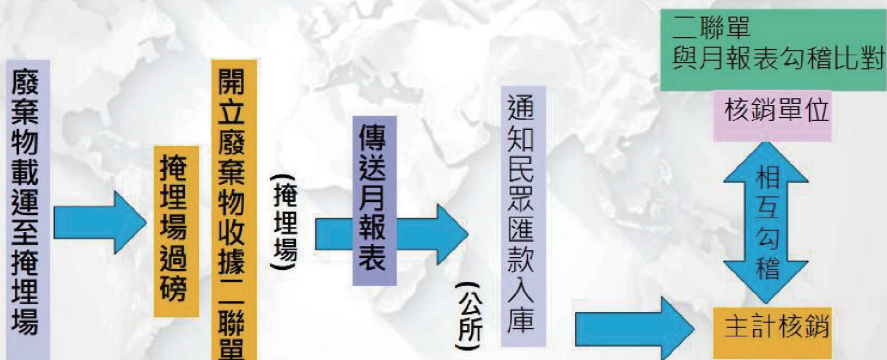 廢棄物載運至掩埋場
掩埋場過磅
開立廢棄物收據二聯單
(掩埋場)
傳送月報表
通知民眾匯款入庫
(公所)
二聯單
與月報表勾稽比對
核銷單位
相互勾稽
主計核銷